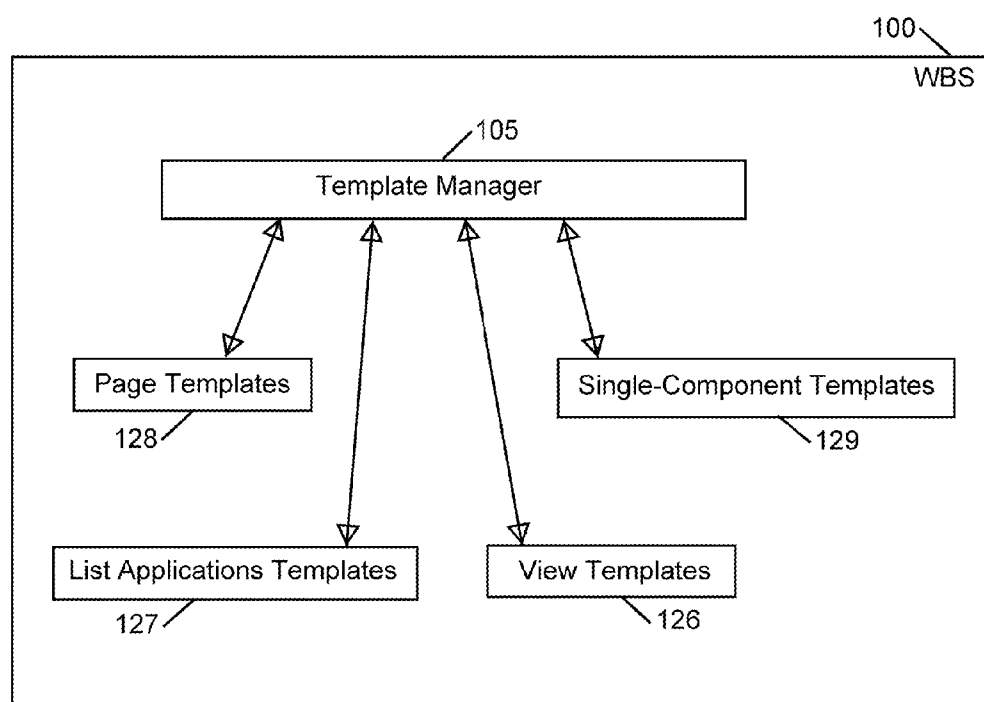 100
WBS
105
Template Manager
Page Templates
Single-Component Templates
128
129
List Applications Templates
View Templates
127
126